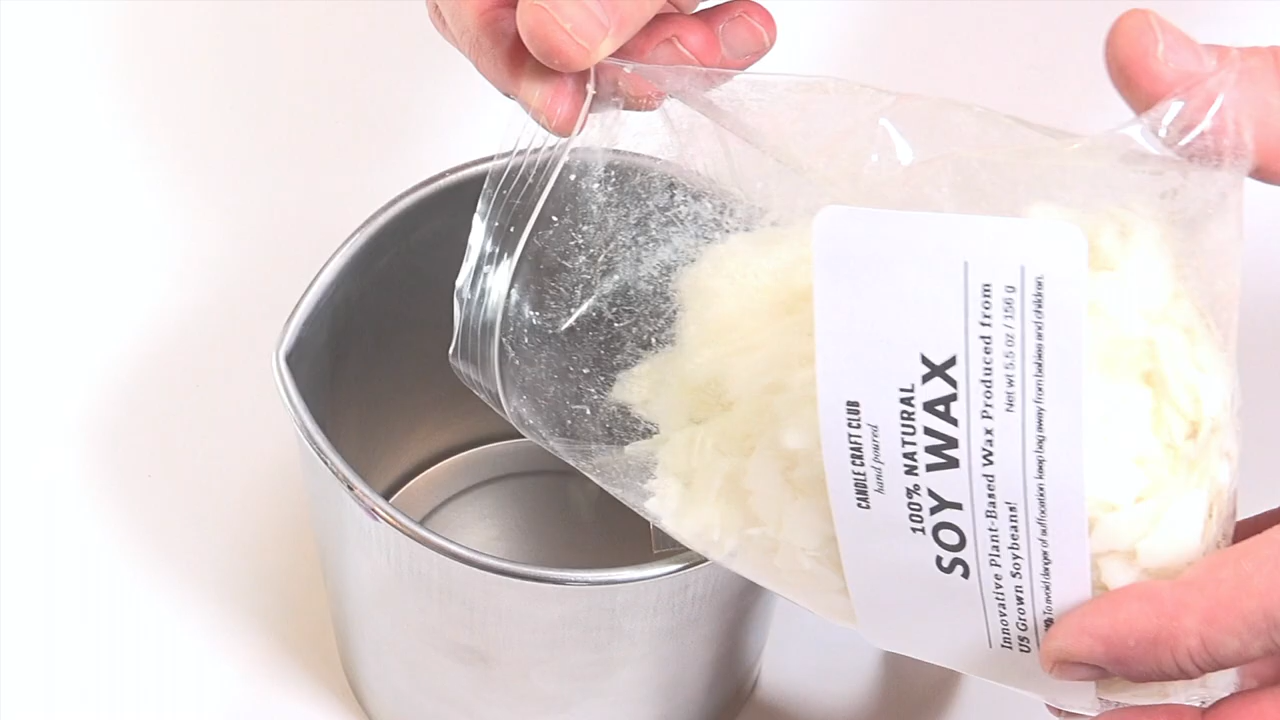 CANDLE CRAFT CLUB
hand poured
100% NATURAL
SOY WAX
Innovative Plant-Based Wax Produced from
US Grown Soybeans!
Net wt 5.5 oz / 156 g
To avoid danger of suffocation keep bag away from babies and children.